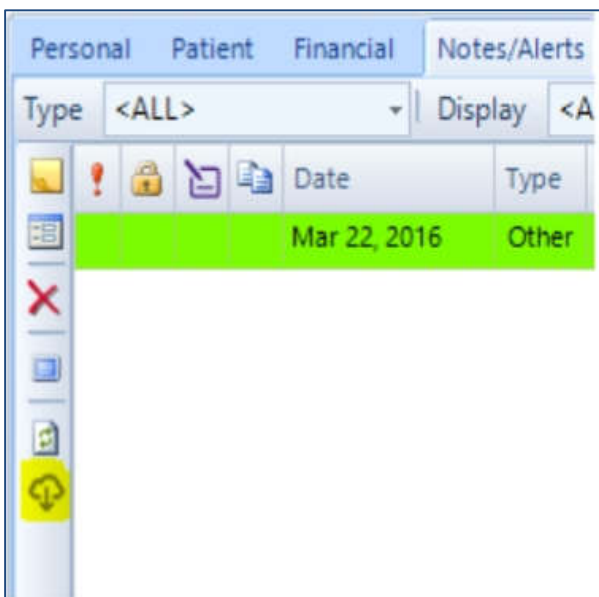 Personal Patient Financial Notes/Alerts
Type <ALL> Display <A
Date Type
Mar 22, 2016 Other